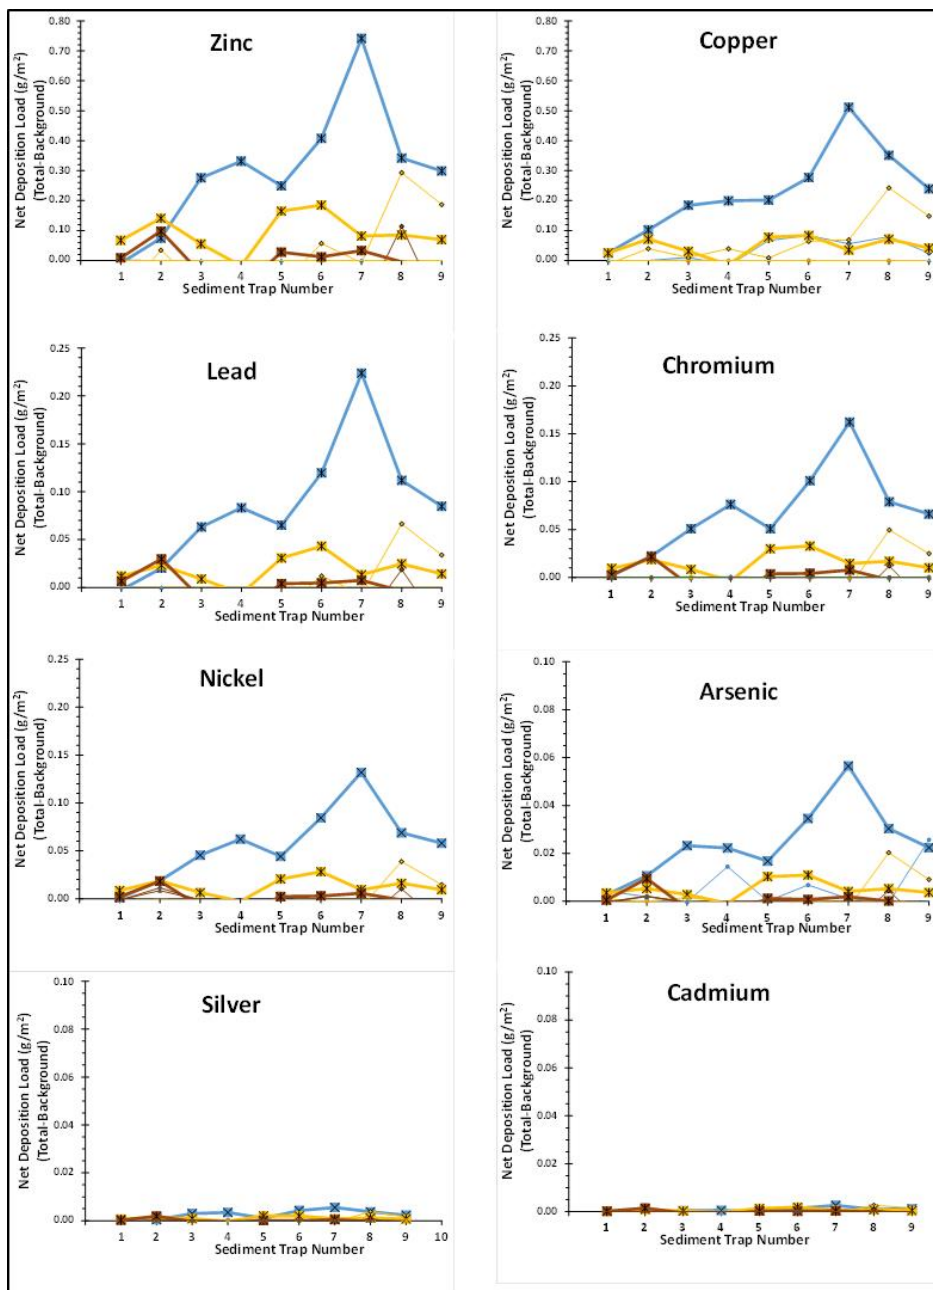 Zinc
Net Deposition Load (g/m²)
(Total-Background)
0.80
0.70
0.60
0.50
0.40
0.30
0.20
0.10
0.00
1 2 3 4 5 6 7 8 9
Sediment Trap Number
Copper
Net Deposition Load (g/m²)
(Total-Background)
0.80
0.70
0.60
0.50
0.40
0.30
0.20
0.10
0.00
1 2 3 4 5 6 7 8 9
Sediment Trap Number
Lead
Net Deposition Load (g/m²)
(Total-Background)
0.25
0.20
0.15
0.10
0.05
0.00
1 2 3 4 5 6 7 8 9
Sediment Trap Number
Chromium
Net Deposition Load (g/m²)
(Total-Background)
0.25
0.20
0.15
0.10
0.05
0.00
1 2 3 4 5 6 7 8 9
Sediment Trap Number
Nickel
Net Deposition Load (g/m²)
(Total-Background)
0.25
0.20
0.15
0.10
0.05
0.00
1 2 3 4 5 6 7 8 9 10
Sediment Trap Number
Arsenic
Net Deposition Load (g/m²)
(Total-Background)
0.10
0.08
0.06
0.04
0.02
0.00
1 2 3 4 5 6 7 8 9
Sediment Trap Number
Silver
Net Deposition Load (g/m²)
(Total-Background)
0.10
0.08
0.06
0.04
0.02
0.00
1 2 3 4 5 6 7 8 9 10
Sediment Trap Number
Cadmium
Net Deposition Load (g/m²)
(Total-Background)
0.10
0.08
0.06
0.04
0.02
0.00
1 2 3 4 5 6 7 8 9
Sediment Trap Number